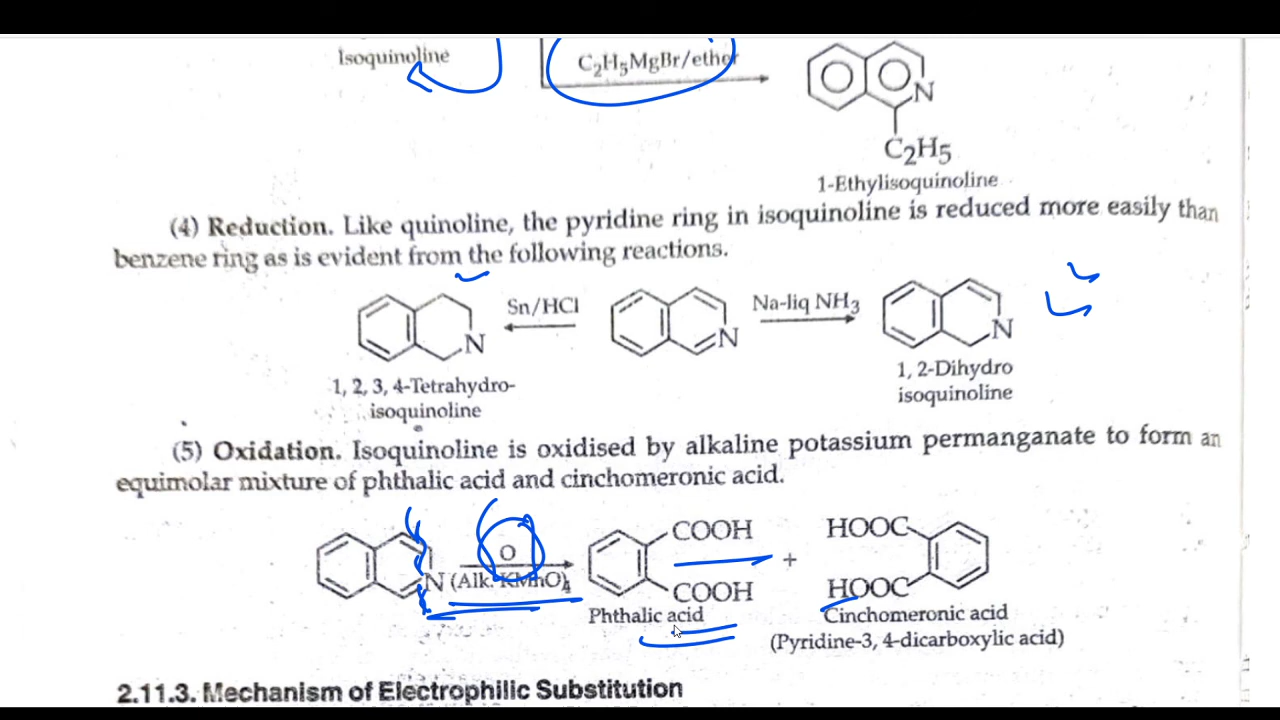 Isoquinoline
C₂H₅MgBr/ether
N
C₂H₅
1-Ethylisoquinoline
(4) Reduction. Like quinoline, the pyridine ring in isoquinoline is reduced more easily than
benzene ring as is evident from the following reactions.
Sn/HCl
Na-liq NH₃
N
N
N
1, 2, 3, 4-Tetrahydro-
isoquinoline
1, 2-Dihydro
isoquinoline
(5) Oxidation. Isoquinoline is oxidised by alkaline potassium permanganate to form an
equimolar mixture of phthalic acid and cinchomeronic acid.
N
O
(Alk. KMnO)₄
COOH
COOH
+
HOOC
HOOC
Phthalic acid
Cinchomeronic acid
(Pyridine-3, 4-dicarboxylic acid)
2.11.3. Mechanism of Electrophilic Substitution